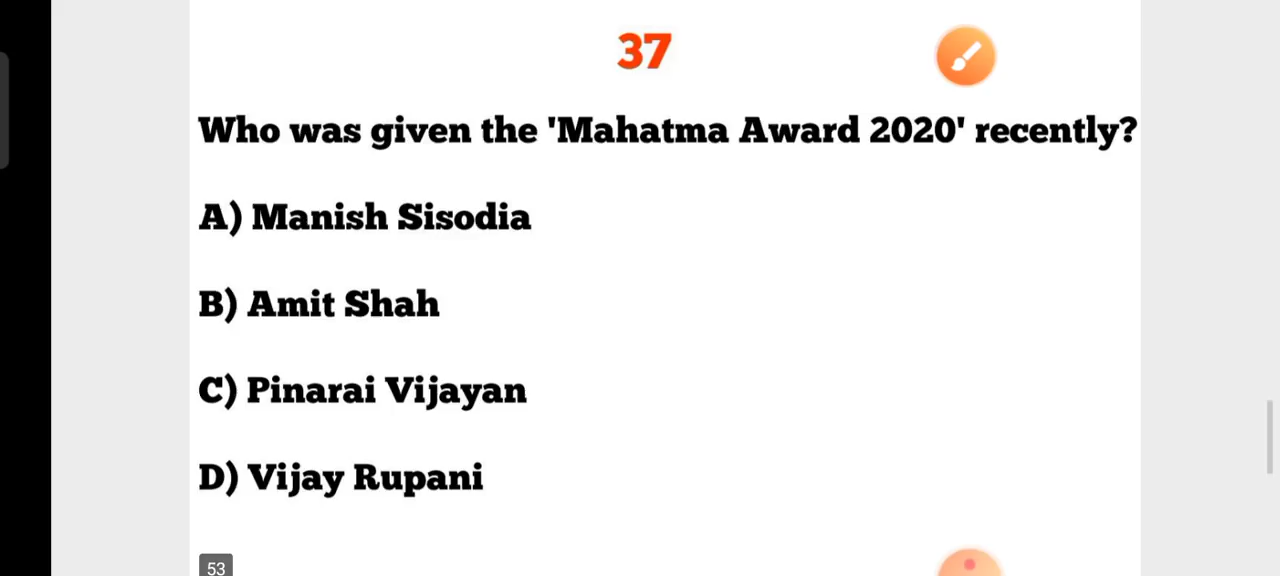 37
Who was given the 'Mahatma Award 2020' recently?
A) Manish Sisodia
B) Amit Shah
C) Pinarai Vijayan
D) Vijay Rupani
53